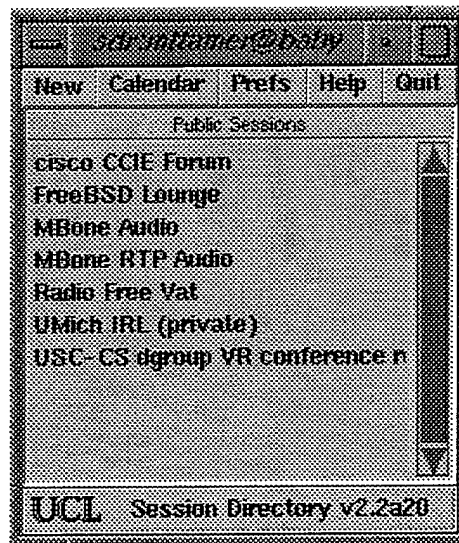 New Calendar Prefs Help Quit
Public Sessions
cisco CCIE Forum
FreeBSD Lounge
MBone Audio
MBone RTP Audio
Radio Free Vat
UMich IRL (private)
USC-CS dgroup VR conference r
UCL Session Directory v2.2a20